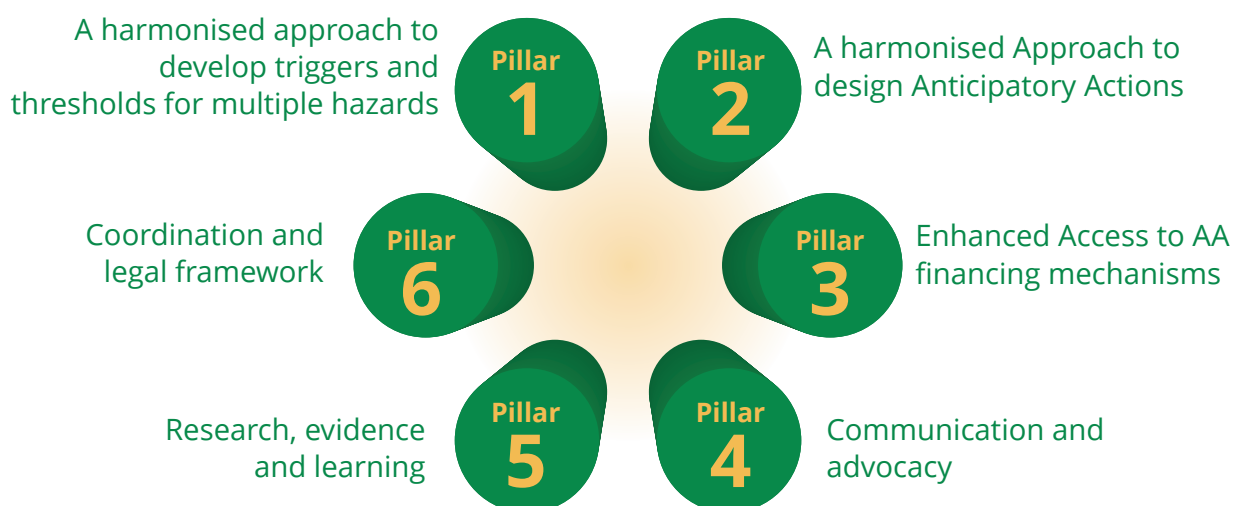 A harmonised approach to
develop triggers and
thresholds for multiple hazards
Pillar
1
Pillar
2
A harmonised Approach to
design Anticipatory Actions
Pillar
3
Enhanced Access to AA
financing mechanisms
Pillar
4
Communication and
advocacy
Research, evidence
and learning
Pillar
5
Coordination and
legal framework
Pillar
6